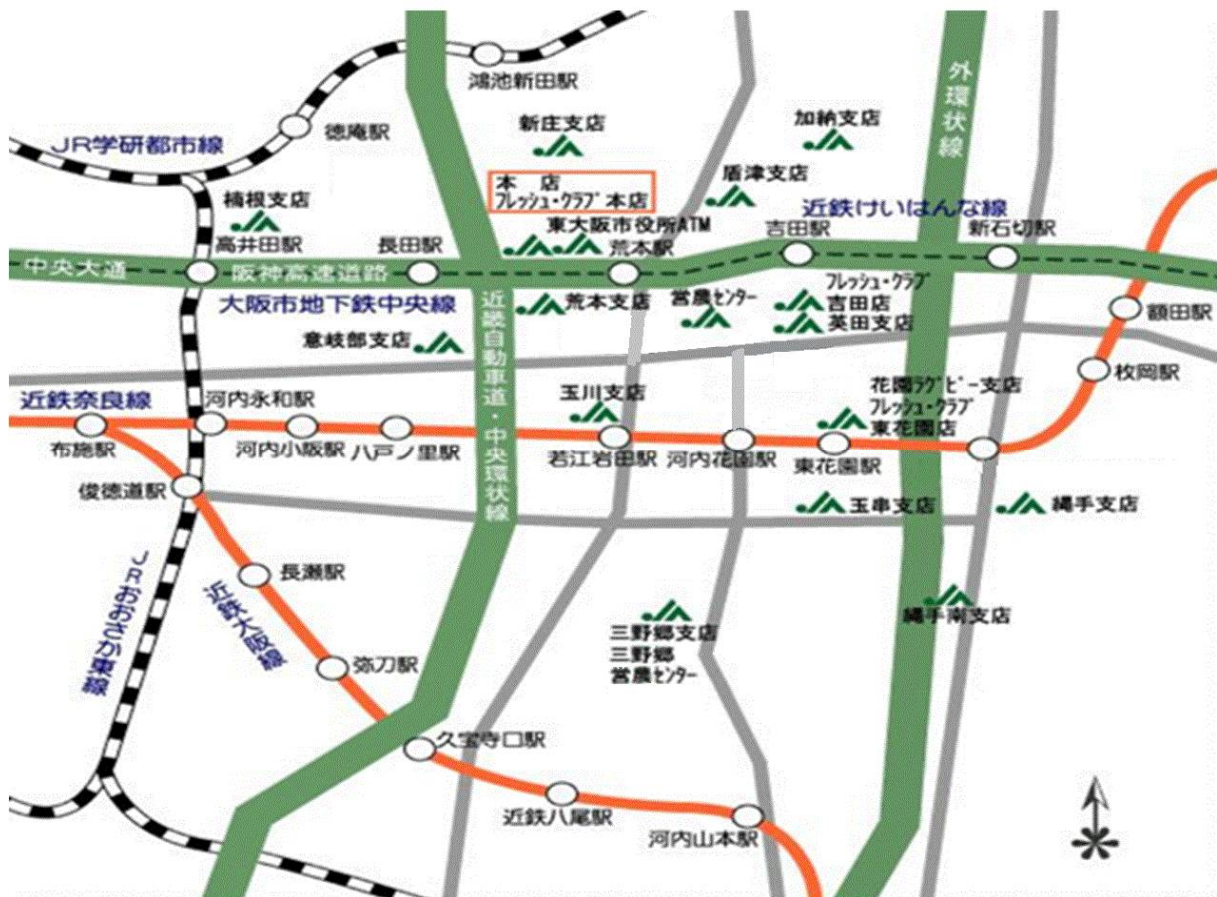 鴻池新田駅
外環状線
徳庵駅
新庄支店
加納支店
JR学研都市線
楠根支店
本　店
フレッシュ・クラブ本店
盾津支店
近鉄けいはんな線
東大阪市役所ATM
高井田駅
長田駅
荒本駅
吉田駅
新石切駅
中央大通
阪神高速道路
大阪市地下鉄中央線
荒本支店
営農センター
フレッシュ・クラブ
吉田店
英田支店
額田駅
意岐部支店
近畿自動車道・中央環状線
枚岡駅
近鉄奈良線
河内永和駅
玉川支店
花園ラグビー支店
フレッシュ・クラブ
東花園店
布施駅
河内小阪駅
八戸ノ里駅
若江岩田駅
河内花園駅
東花園駅
俊徳道駅
玉串支店
縄手支店
長瀬駅
JRおおさか東線
近鉄大阪線
縄手南支店
三野郷支店
三野郷
営農センター
弥刀駅
久宝寺口駅
近鉄八尾駅
河内山本駅